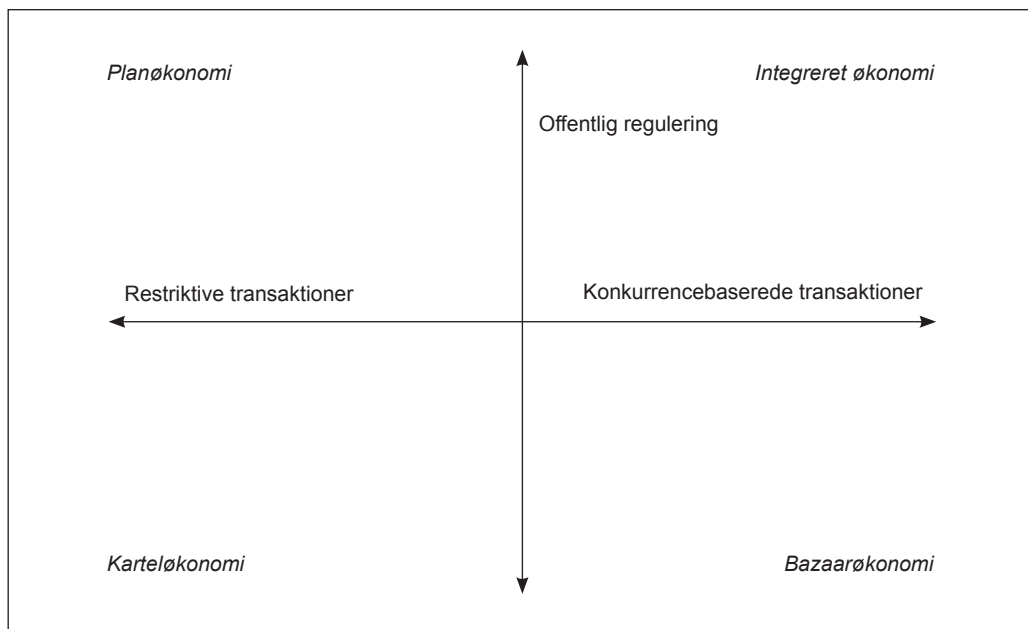 Planøkonomi
Integreret økonomi
Offentlig regulering
Restriktive transaktioner
Konkurrencebaserede transaktioner
Karteløkonomi
Bazaarøkonomi